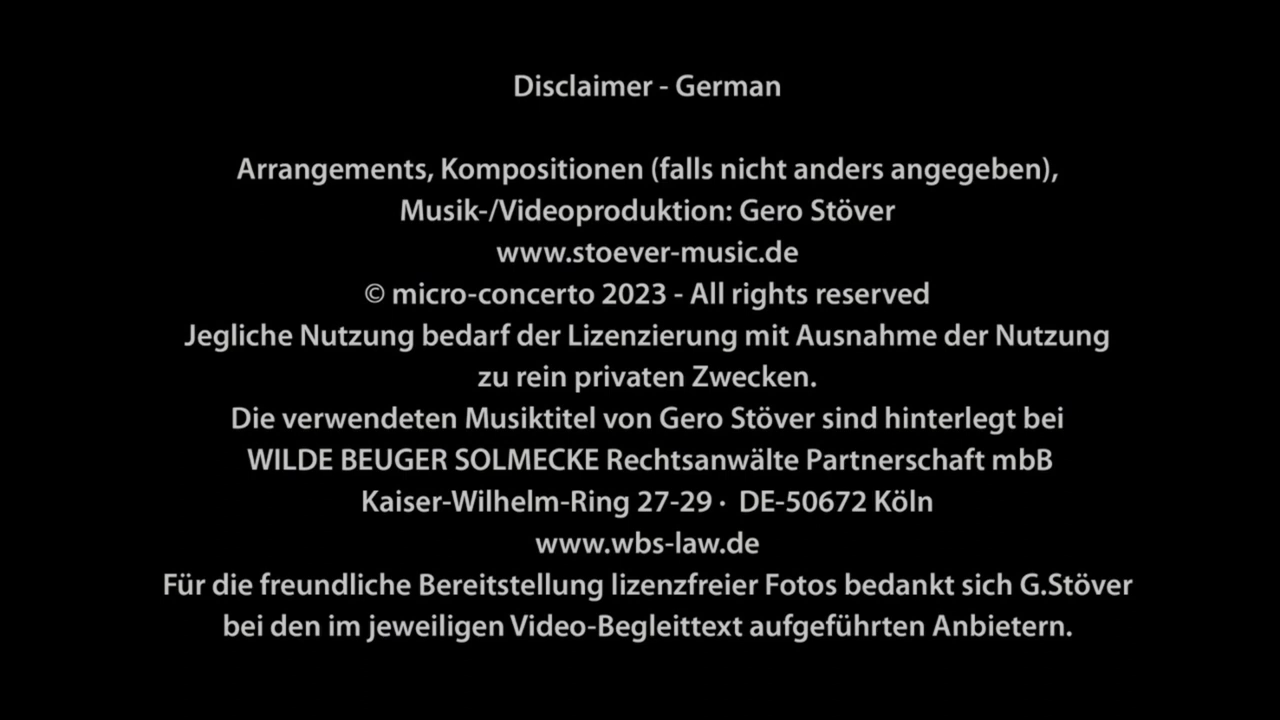 Disclaimer - German
Arrangements, Kompositionen (falls nicht anders angegeben),
Musik-/Videoproduktion: Gero Stöver
www.stoever-music.de
© micro-concerto 2023 - All rights reserved
Jegliche Nutzung bedarf der Lizenzierung mit Ausnahme der Nutzung
zu rein privaten Zwecken.
Die verwendeten Musiktitel von Gero Stöver sind hinterlegt bei
WILDE BEUGER SOLMECKE Rechtsanwälte Partnerschaft mbB
Kaiser-Wilhelm-Ring 27-29 · DE-50672 Köln
www.wbs-law.de
Für die freundliche Bereitstellung lizenzfreier Fotos bedankt sich G.Stöver
bei den im jeweiligen Video-Begleittext aufgeführten Anbietern.